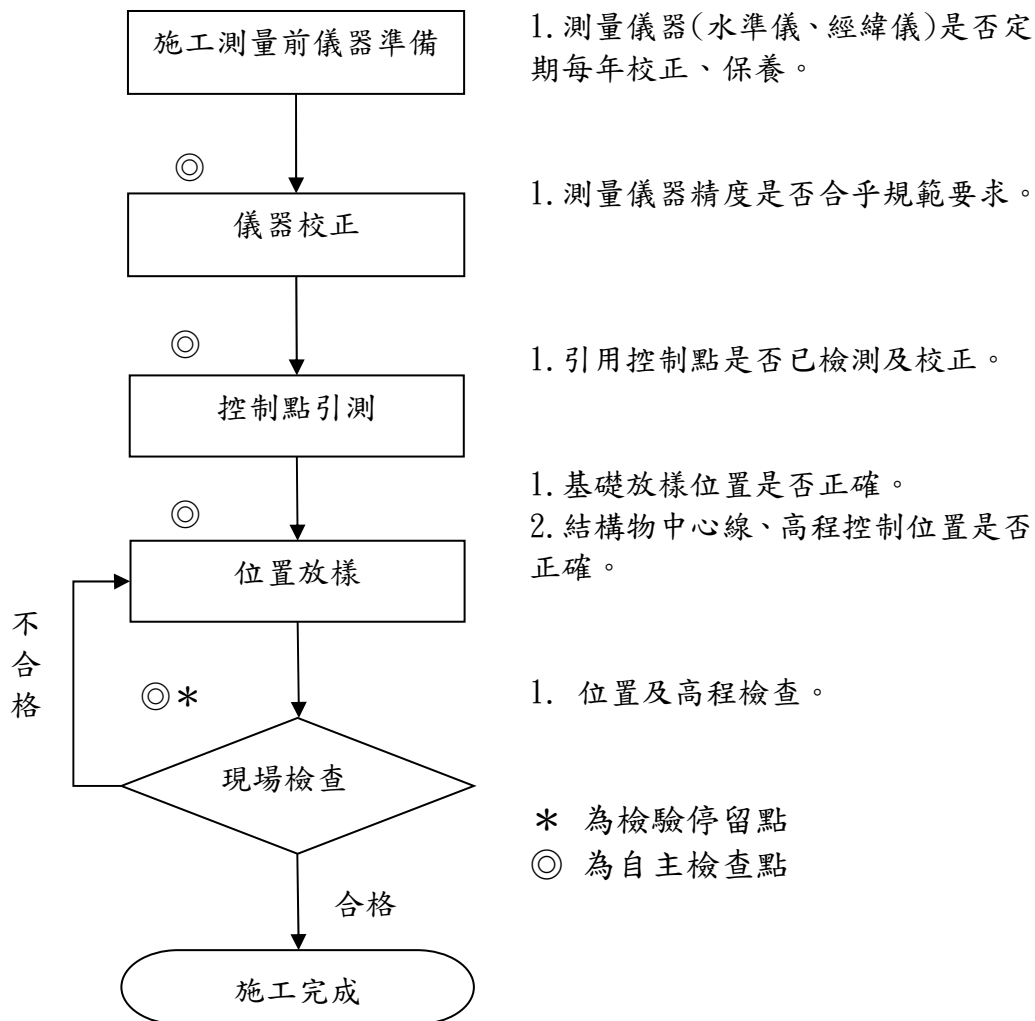 施工測量前儀器準備
1.測量儀器(水準儀、經緯儀)是否定
期每年校正、保養。
◎
儀器校正
1.測量儀器精度是否合乎規範要求。
◎
控制點引測
1.引用控制點是否已檢測及校正。
◎
位置放樣
1.基礎放樣位置是否正確。
2.結構物中心線、高程控制位置是否
正確。
不
合
格
◎＊
現場檢查
1. 位置及高程檢查。
＊ 為檢驗停留點
◎ 為自主檢查點
合格
施工完成